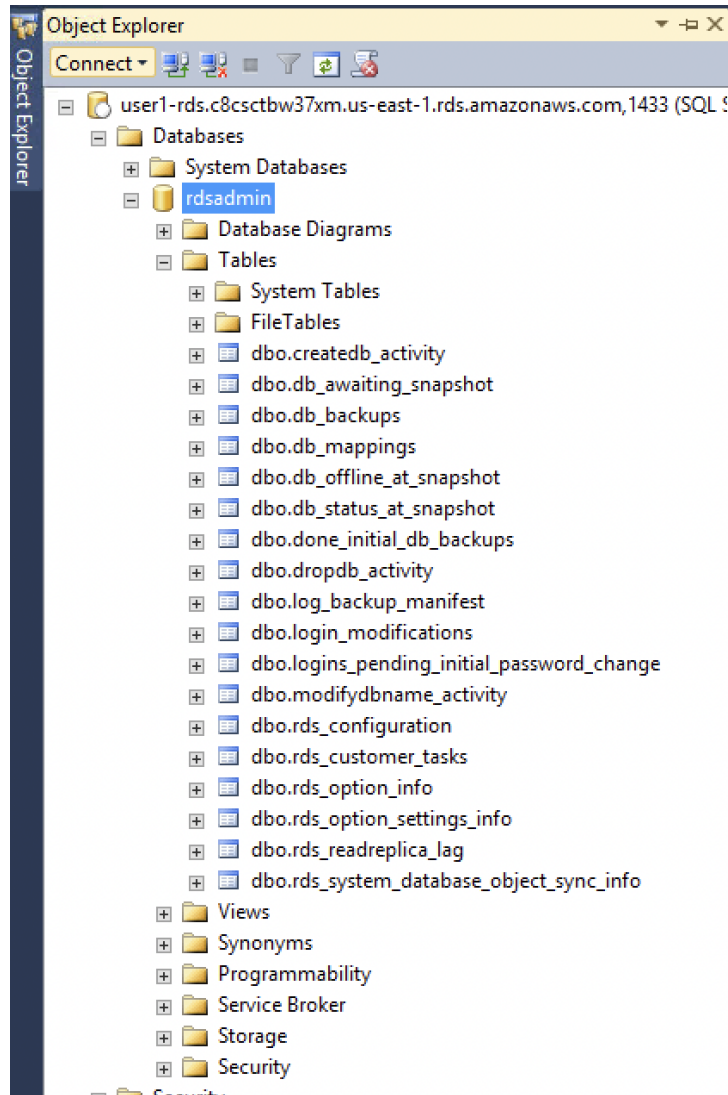 Object Explorer
Object Explorer
Connect
user1-rds.c8csctbw37xm.us-east-1.rds.amazonaws.com,1433 (SQL S
Databases
System Databases
rdsadmin
Database Diagrams
Tables
System Tables
FileTables
dbo.createdb_activity
dbo.db_awaiting_snapshot
dbo.db_backups
dbo.db_mappings
dbo.db_offline_at_snapshot
dbo.db_status_at_snapshot
dbo.done_initial_db_backups
dbo.dropdb_activity
dbo.log_backup_manifest
dbo.login_modifications
dbo.logins_pending_initial_password_change
dbo.modifydbname_activity
dbo.rds_configuration
dbo.rds_customer_tasks
dbo.rds_option_info
dbo.rds_option_settings_info
dbo.rds_readreplica_lag
dbo.rds_system_database_object_sync_info
Views
Synonyms
Programmability
Service Broker
Storage
Security
Security